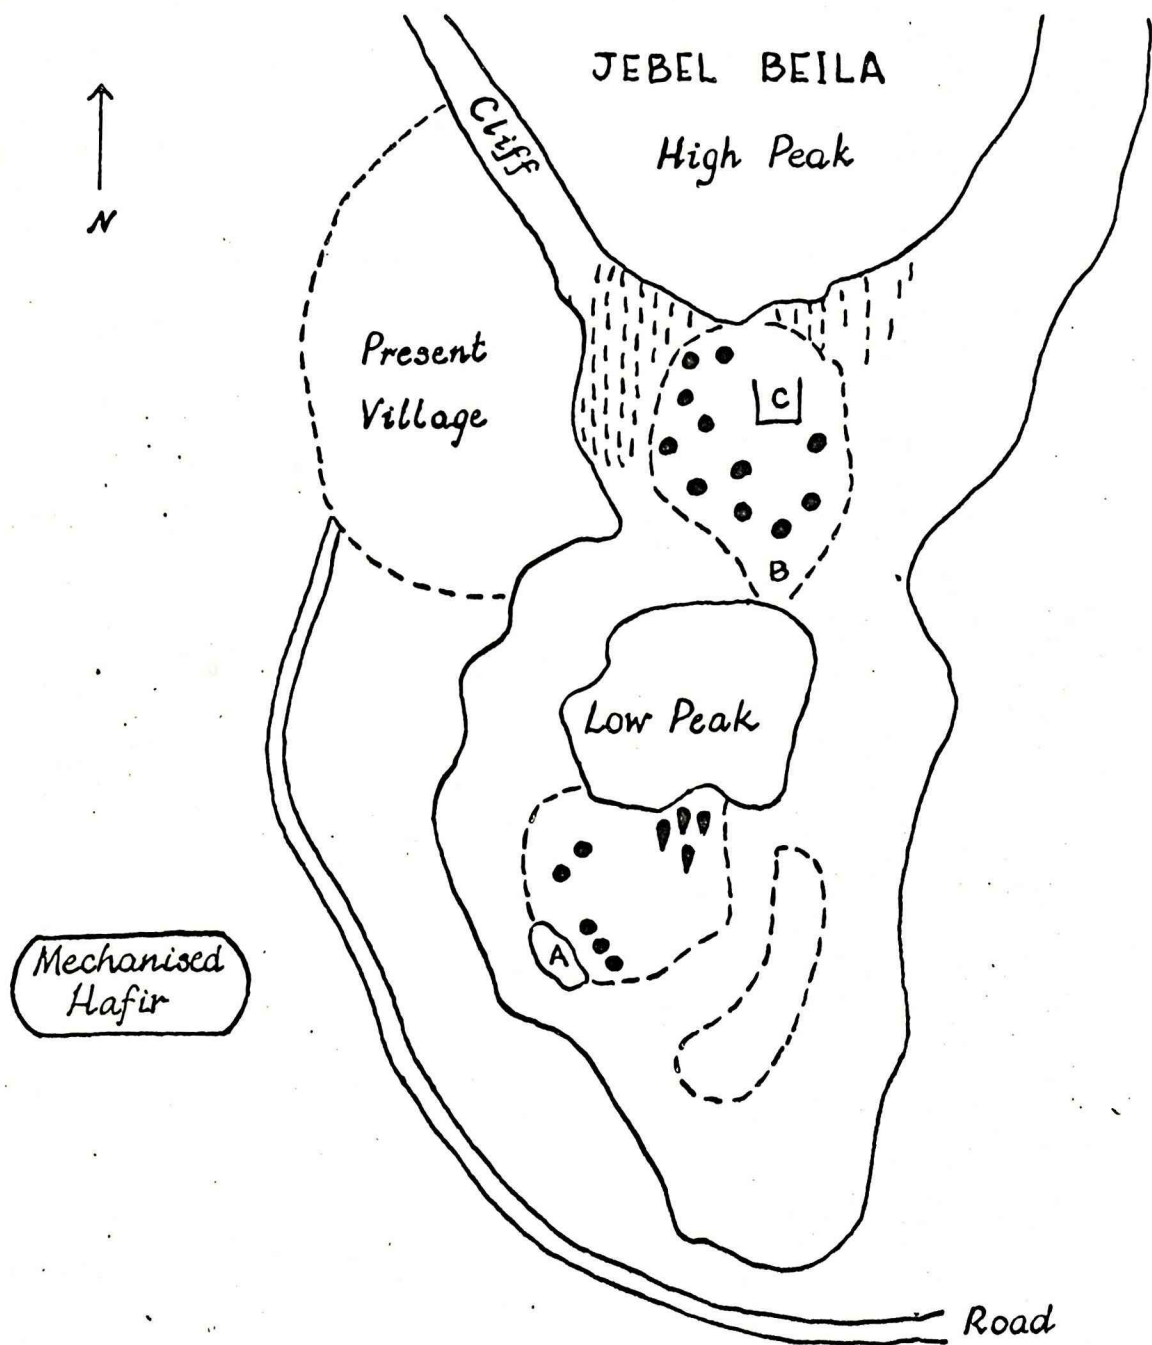 JEBEL BEILA
High Peak
Cliff
N
Present
Village
C
B
Low Peak
A
Mechanised
Hafir
Road